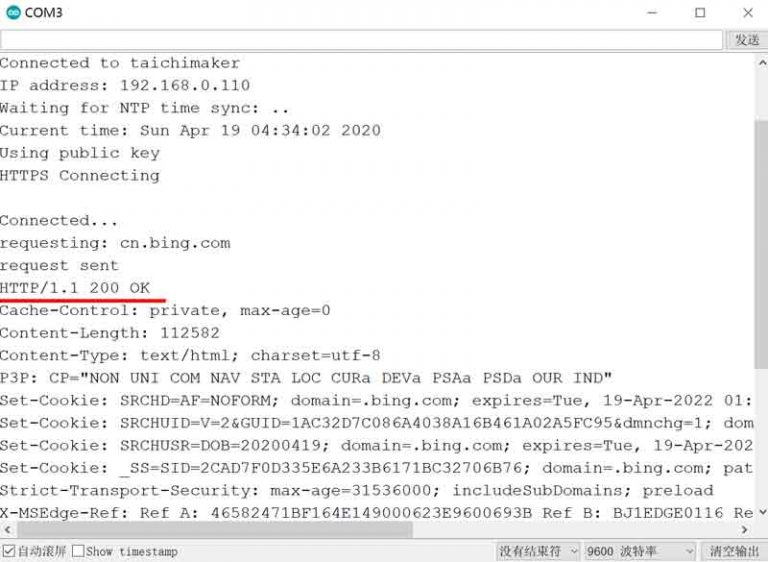 COM3
发送
Connected to taichimaker
IP address: 192.168.0.110
Waiting for NTP time sync: ..
Current time: Sun Apr 19 04:34:02 2020
Using public key
HTTPS Connecting
Connected...
requesting: cn.bing.com
request sent
HTTP/1.1 200 OK
Cache-Control: private, max-age=0
Content-Length: 112582
Content-Type: text/html; charset=utf-8
P3P: CP="NON UNI COM NAV STA LOC CURa DEVa PSAa PSDa OUR IND"
Set-Cookie: SRCHD=AF=NOFORM; domain=.bing.com; expires=Tue, 19-Apr-2022 01:
Set-Cookie: SRCHUID=V=2&GUID=1AC32D7C086A4038A16B461A02A5FC95&dmnchg=1; dom
Set-Cookie: SRCHUSR=DOB=20200419; domain=.bing.com; expires=Tue, 19-Apr-202
Set-Cookie: _SS=SID=2CAD7F0D335E6A233B6171BC32706B76; domain=.bing.com; pat
Strict-Transport-Security: max-age=31536000; includeSubDomains; preload
X-MSEdge-Ref: Ref A: 46582471BF164E149000623E9600693B Ref B: BJ1EDGE0116 Re
自动滚屏 Show timestamp 没有结束符 9600 波特率 清空输出